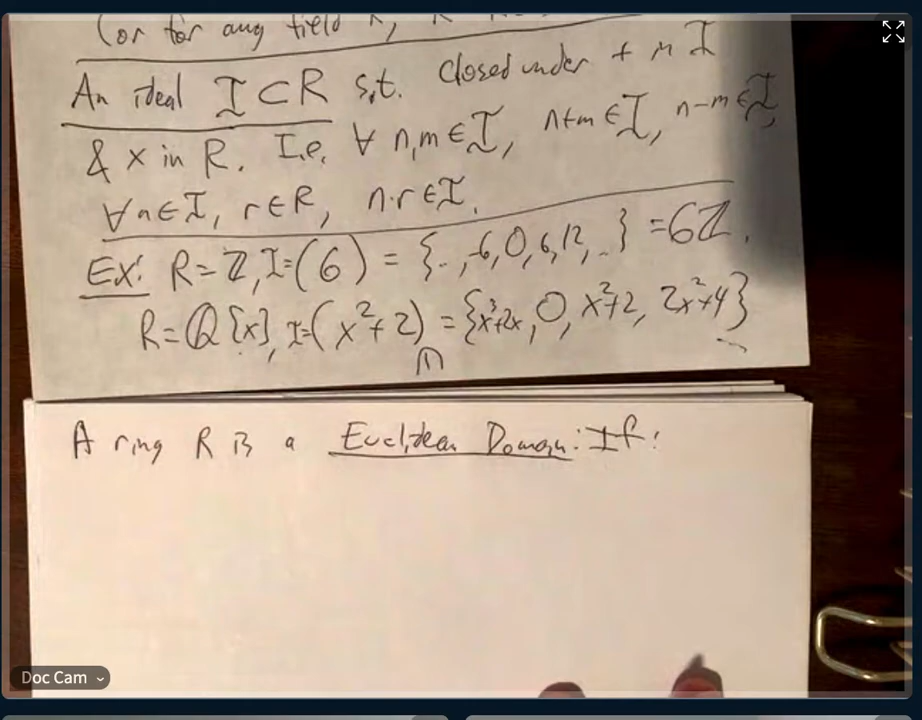 (or for any field
An ideal I ⊂ R s.t. closed under + in I
& × in R. I.e. ∀ n,m ∈ I, n+m ∈ I, n-m ∈ I,
∀ n ∈ I, r ∈ R, n·r ∈ I.
Ex: R = ℤ, I = (6) = {.., -6, 0, 6, 12, ..} = 6ℤ.
R = ℚ[x], I = (x²+2) = {x³+2x, 0, x²+2, 2x²+4}
...
A ring R is a Euclidean Domain: If:
Doc Cam